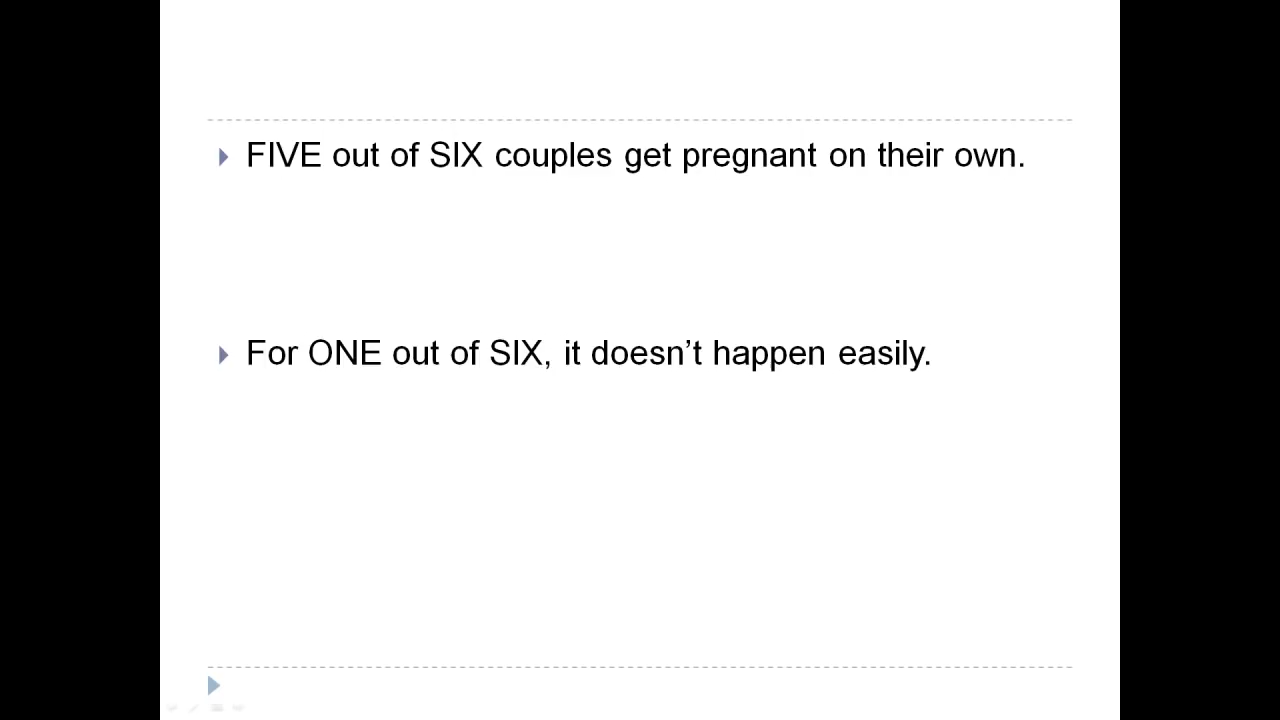 FIVE out of SIX couples get pregnant on their own.
For ONE out of SIX, it doesn’t happen easily.